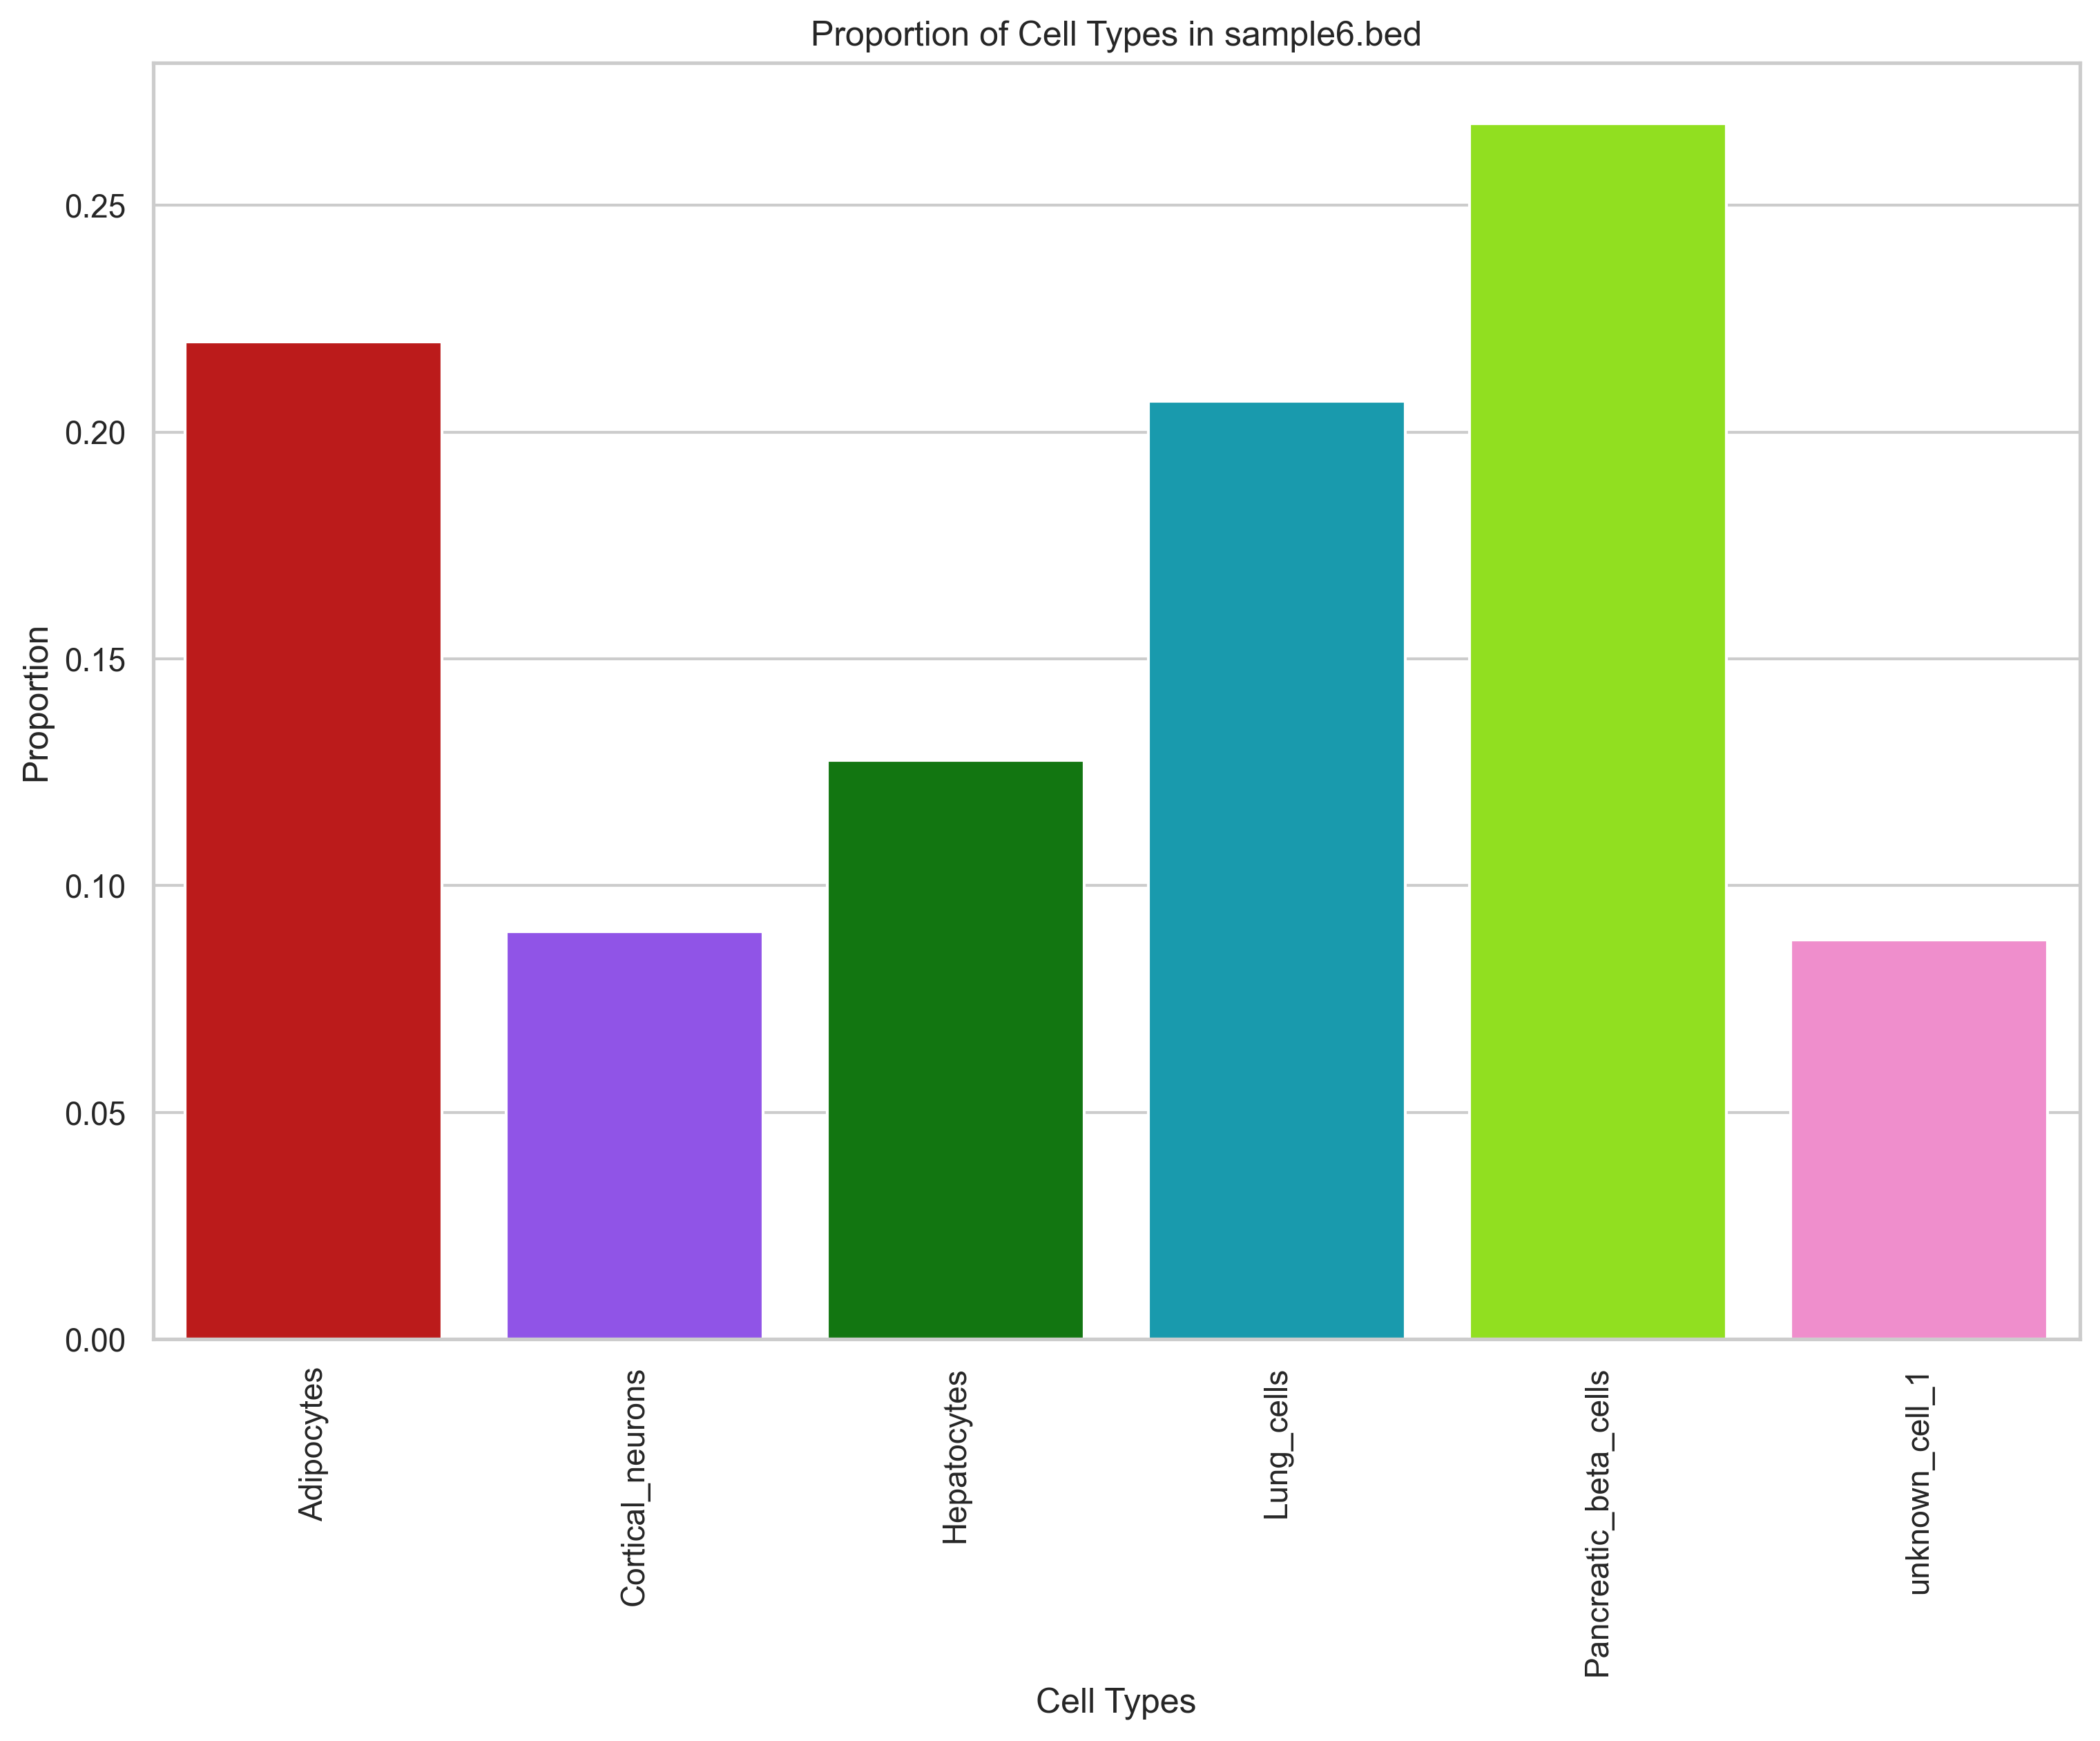 Proportion of Cell Types in sample6.bed
Proportion
0.25
0.20
0.15
0.10
0.05
0.00
Adipocytes
Cortical_neurons
Hepatocytes
Lung_cells
Pancreatic_beta_cells
unknown_cell_1
Cell Types